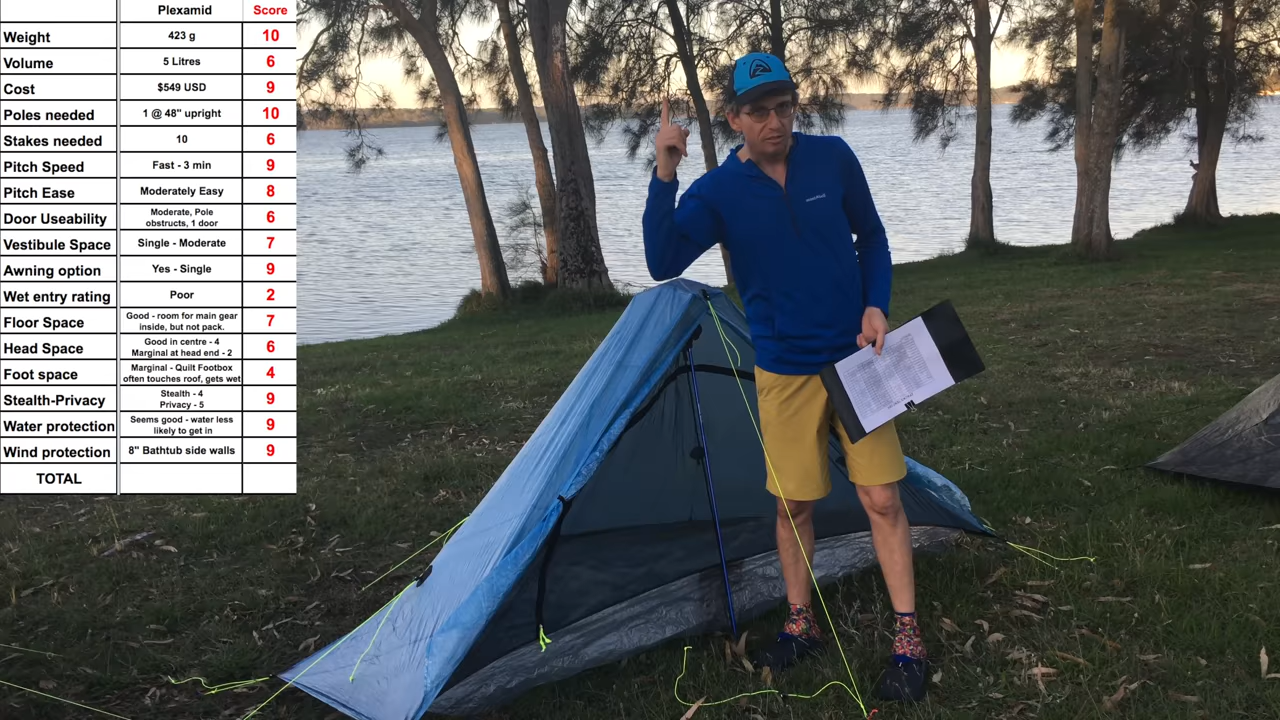 Plexamid Score
Weight 423 g 10
Volume 5 Litres 6
Cost $549 USD 9
Poles needed 1 @ 48" upright 10
Stakes needed 10 6
Pitch Speed Fast - 3 min 9
Pitch Ease Moderately Easy 8
Door Useability Moderate, Pole
obstructs, 1 door 6
Vestibule Space Single - Moderate 7
Awning option Yes - Single 9
Wet entry rating Poor 2
Floor Space Good - room for main gear
inside, but not pack. 7
Head Space Good in centre - 4
Marginal at head end - 2 6
Foot space Marginal - Quilt Footbox
often touches roof, gets wet 4
Stealth-Privacy Stealth - 4
Privacy - 5 9
Water protection Seems good - water less
likely to get in 9
Wind protection 8" Bathtub side walls 9
TOTAL